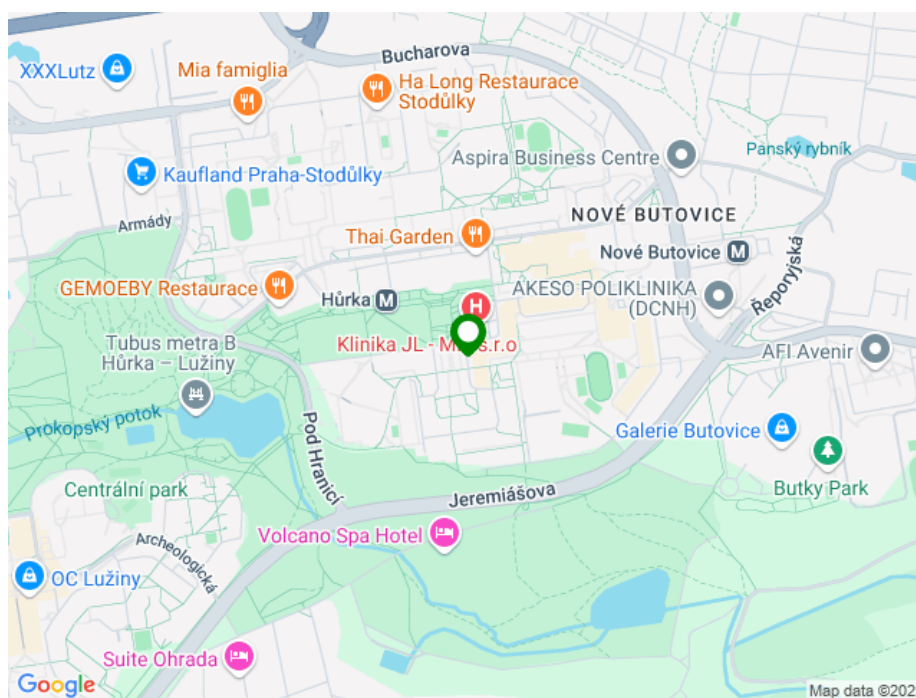 Bucharova
XXXLutz
Mia famiglia
Ha Long Restaurace
Stodůlky
Aspira Business Centre
Panský rybník
Kaufland Praha-Stodůlky
NOVÉ BUTOVICE
Armády
Thai Garden
Nové Butovice M
Řeporyjská
GEMOEBY Restaurace
Hůrka M
H
AKESO POLIKLINIKA
(DCNH)
Klinika JL - M
s.r.o
Tubus metra B
Hůrka – Lužiny
AFI Avenir
Prokopský potok
Pod Hranicí
Galerie Butovice
Centrální park
Jeremiášova
Butky Park
Archeologická
Volcano Spa Hotel
OC Lužiny
Suite Ohrada
Google
Map data ©202